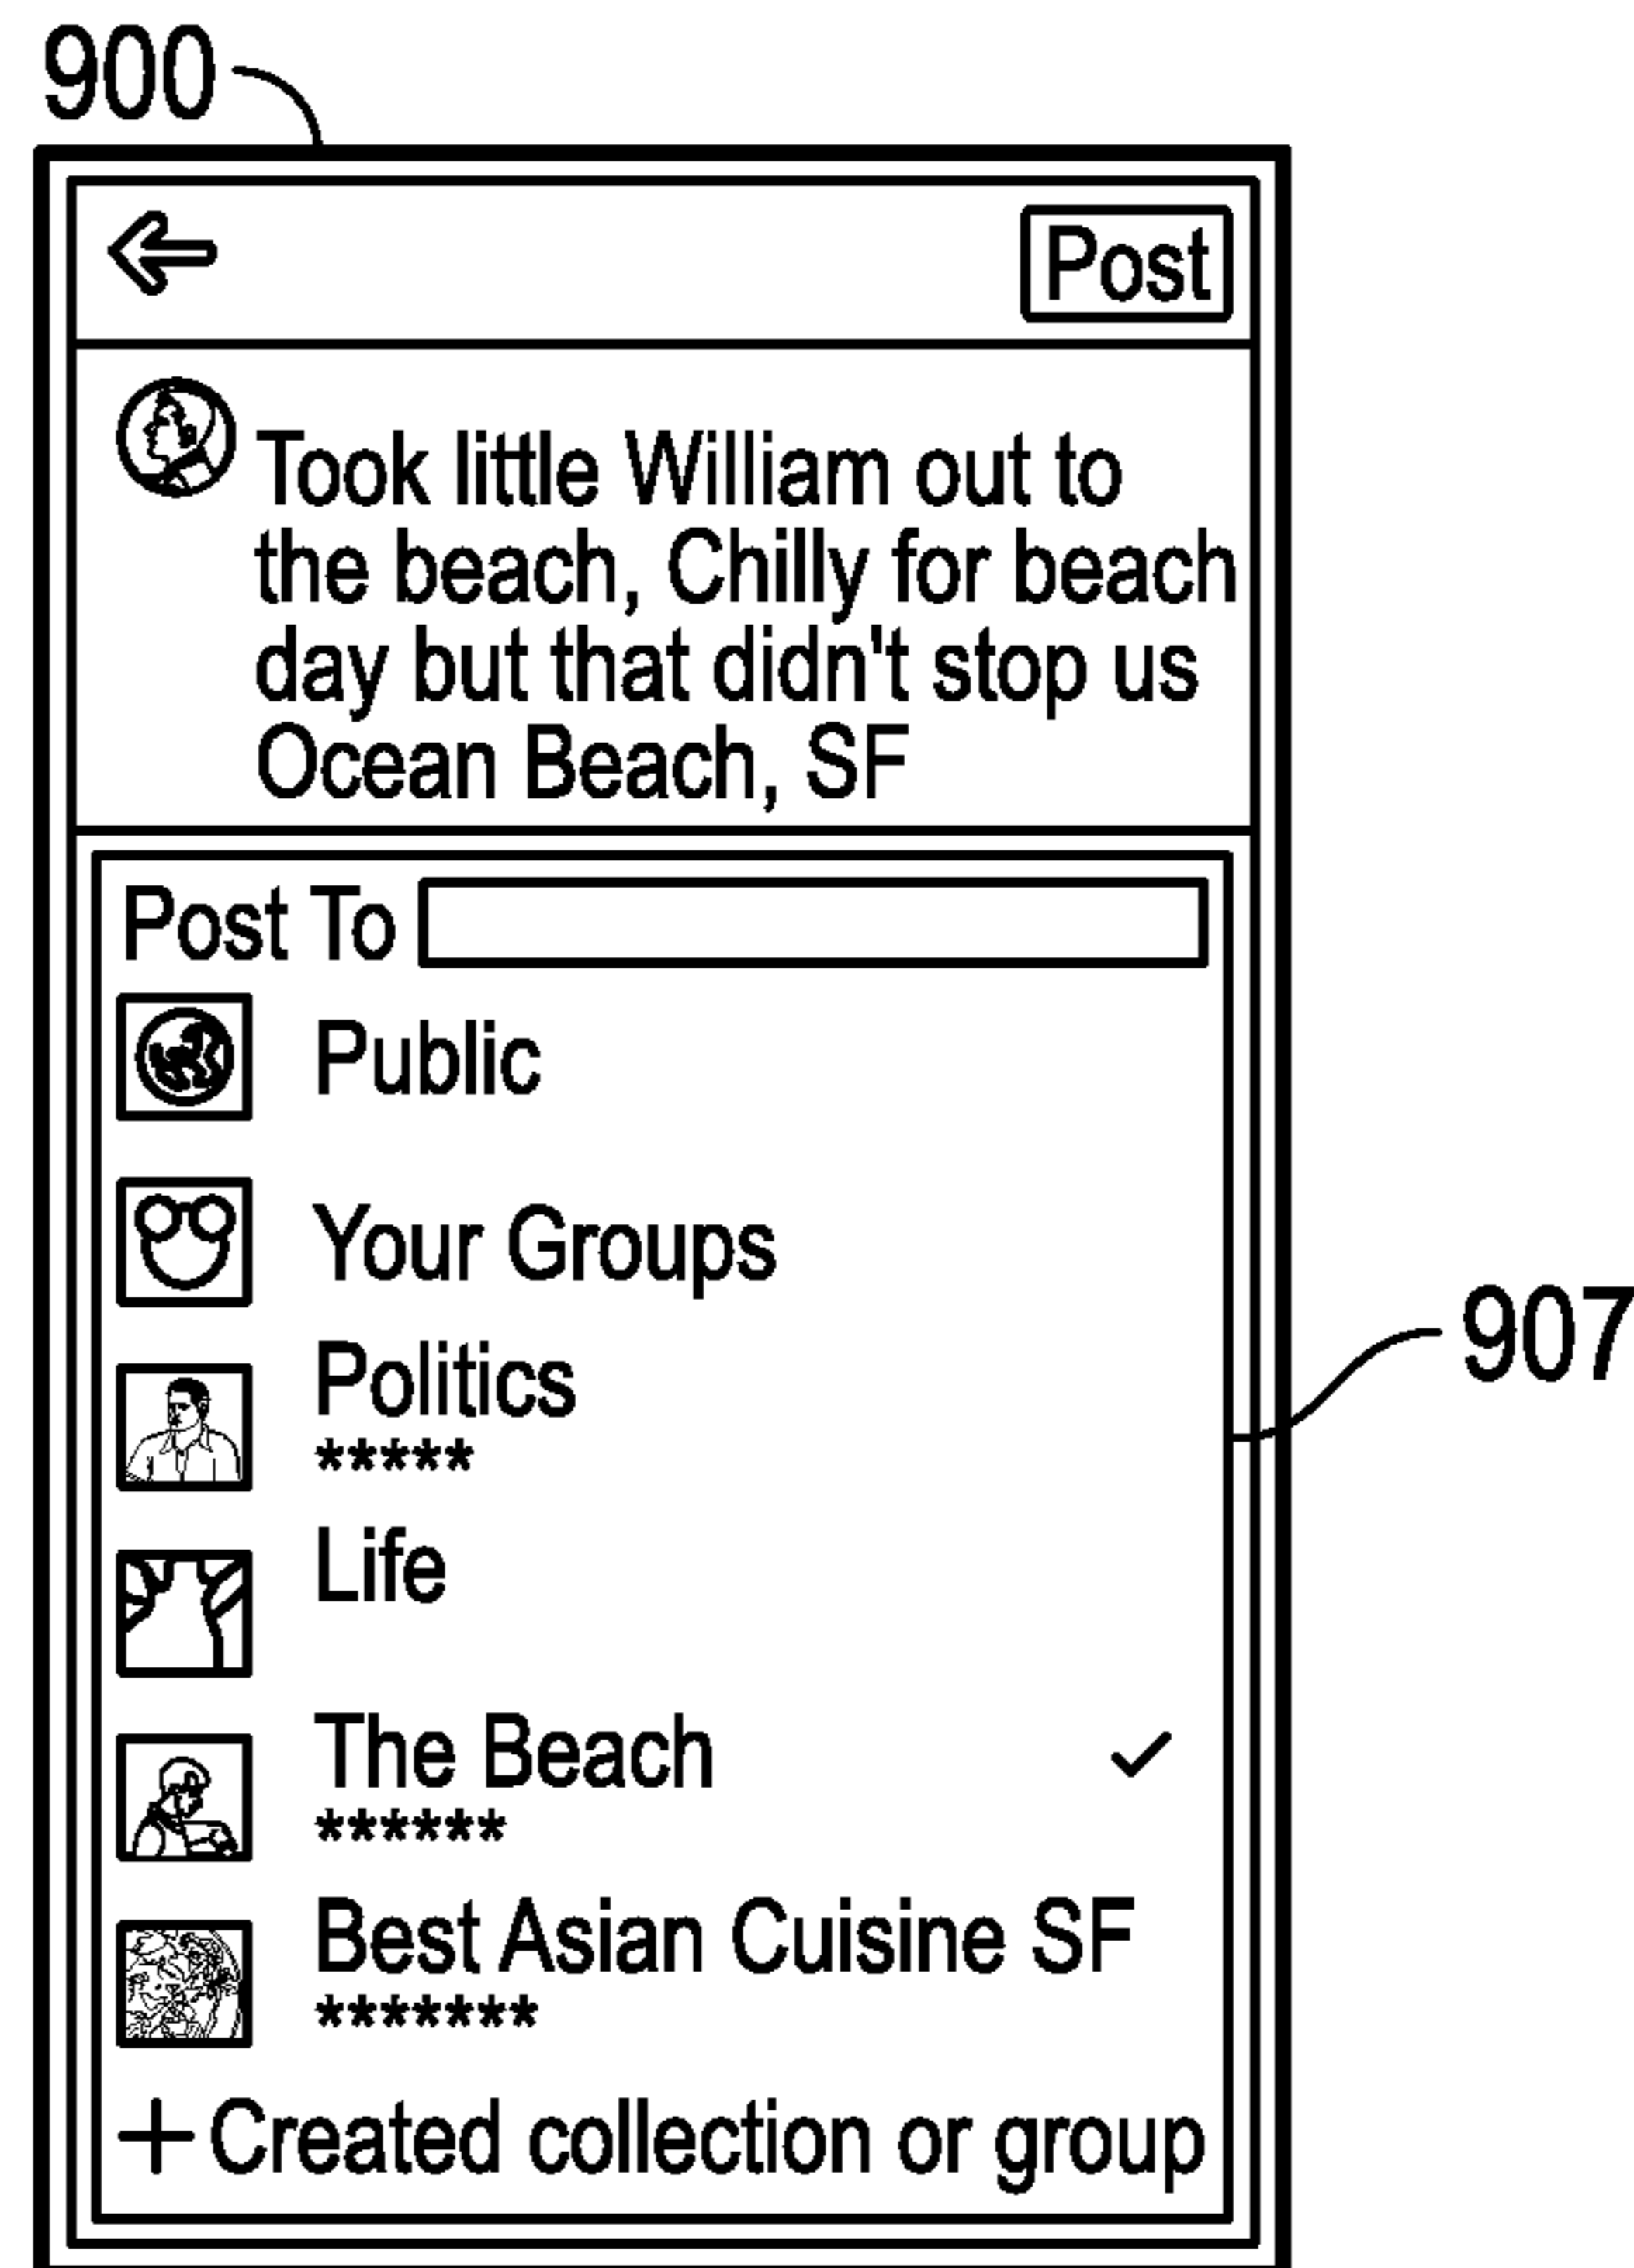 900
Post
Took little William out to
the beach, Chilly for beach
day but that didn't stop us
Ocean Beach, SF
Post To
Public
Your Groups
907
Politics
*****
Life
The Beach
******
Best Asian Cuisine SF
*******
+ Created collection or group